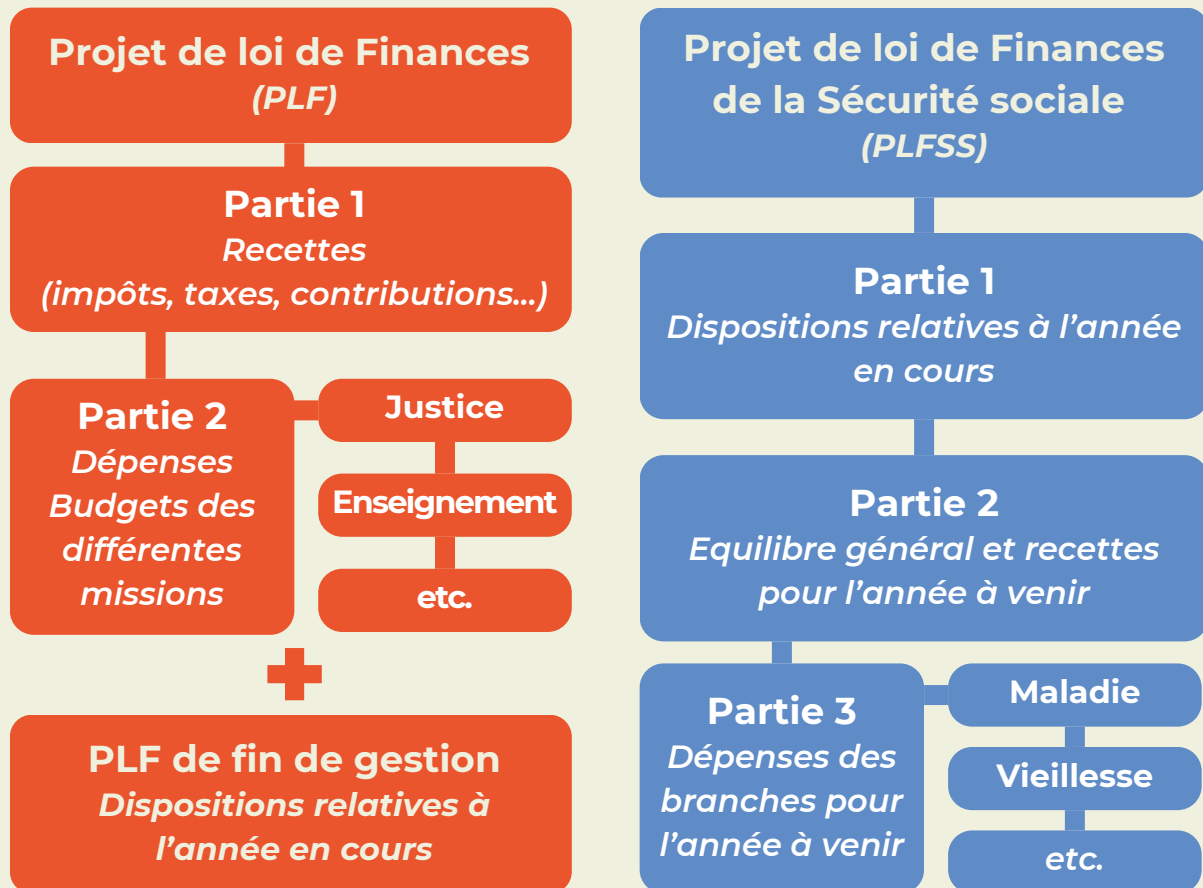 Projet de loi de Finances
(PLF)
Partie 1
Recettes
(impôts, taxes, contributions...)
Partie 2
Dépenses
Budgets des
différentes
missions
Justice
Enseignement
etc.
PLF de fin de gestion
Dispositions relatives à
l’année en cours
Projet de loi de Finances
de la Sécurité sociale
(PLFSS)
Partie 1
Dispositions relatives à l’année
en cours
Partie 2
Equilibre général et recettes
pour l’année à venir
Partie 3
Dépenses des
branches pour
l’année à venir
Maladie
Vieillesse
etc.